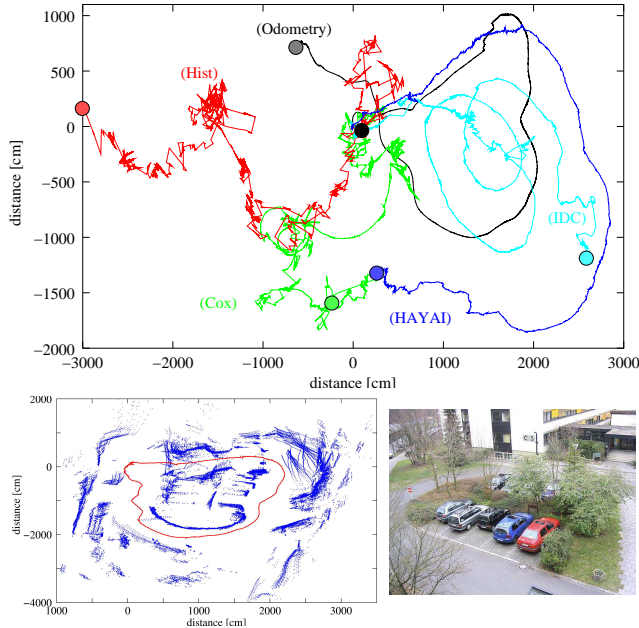 1000
(Odometry)
500
(Hist)
0
distance [cm]
−500
(IDC)
−1000
−1500
(Cox)
(HAYAI)
−2000
−3000 −2000 −1000 0 1000 2000 3000
distance [cm]
2000
0
distance [cm]
−2000
−4000
1000 0 1000 2000 3000
distance [cm]